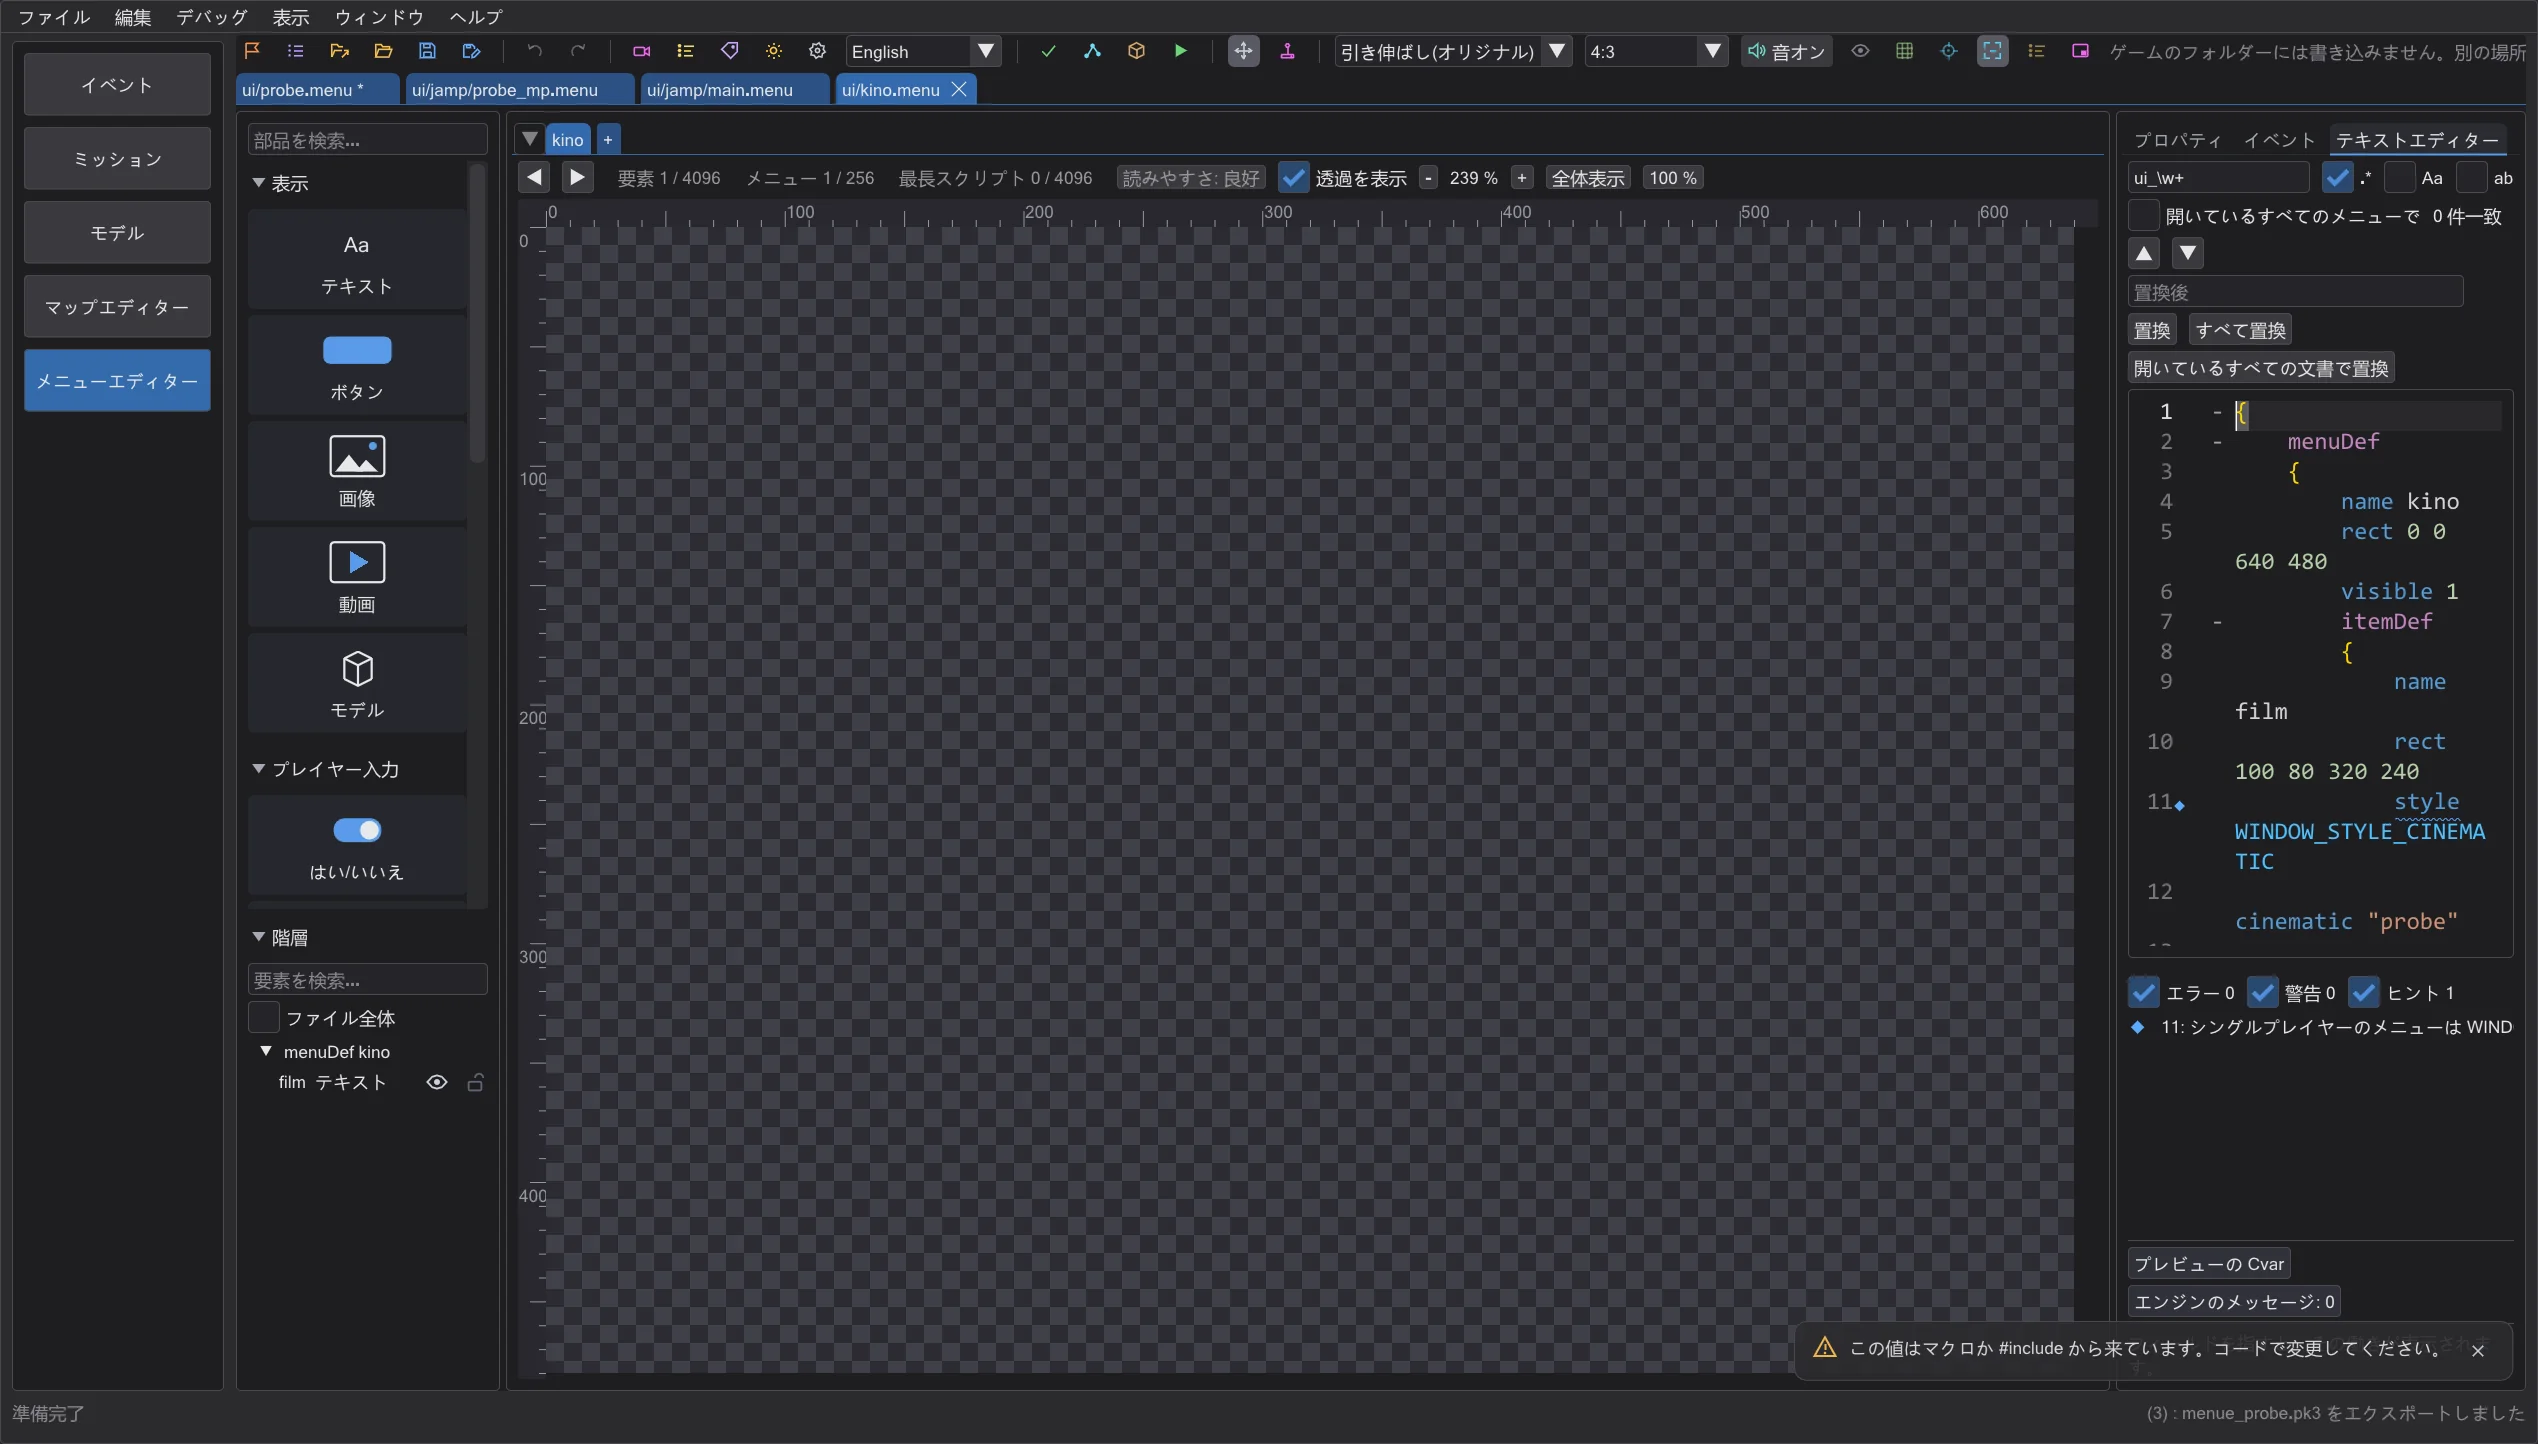 ファイル 編集 デバッグ 表示 ウィンドウ ヘルプ
イベント
ミッション
モデル
マップエディター
メニューエディター
English 引き伸ばし(オリジナル) 4:3 音オン ゲームのフォルダーには書き込みません。別の場所
ui/probe.menu * ui/jamp/probe_mp.menu ui/jamp/main.menu ui/kino.menu
部品を検索...
表示
Aa
テキスト
ボタン
画像
動画
モデル
プレイヤー入力
はい/いいえ
階層
要素を検索...
ファイル全体
menuDef kino
film テキスト
kino +
要素 1 / 4096 メニュー 1 / 256 最長スクリプト 0 / 4096 読みやすさ: 良好 透過を表示 - 239 % + 全体表示 100 %
0 100 200 300 400 500 600
0
100
200
300
400
プロパティ イベント テキストエディター
ui_\w+ .* Aa ab
開いているすべてのメニューで 0 件一致
置換後
置換 すべて置換
開いているすべての文書で置換
1 - {
2 - menuDef
3 {
4 name kino
5 rect 0 0
640 480
6 visible 1
7 - itemDef
8 {
9 name
film
10 rect
100 80 320 240
11 style
WINDOW_STYLE_CINEMA
TIC
12
cinematic "probe"
エラー 0 警告 0 ヒント 1
11: シングルプレイヤーのメニューは WIND
プレビューの Cvar
エンジンのメッセージ: 0
この値はマクロか #include から来ています。コードで変更してください。
準備完了
(3) : menue_probe.pk3 をエクスポートしました